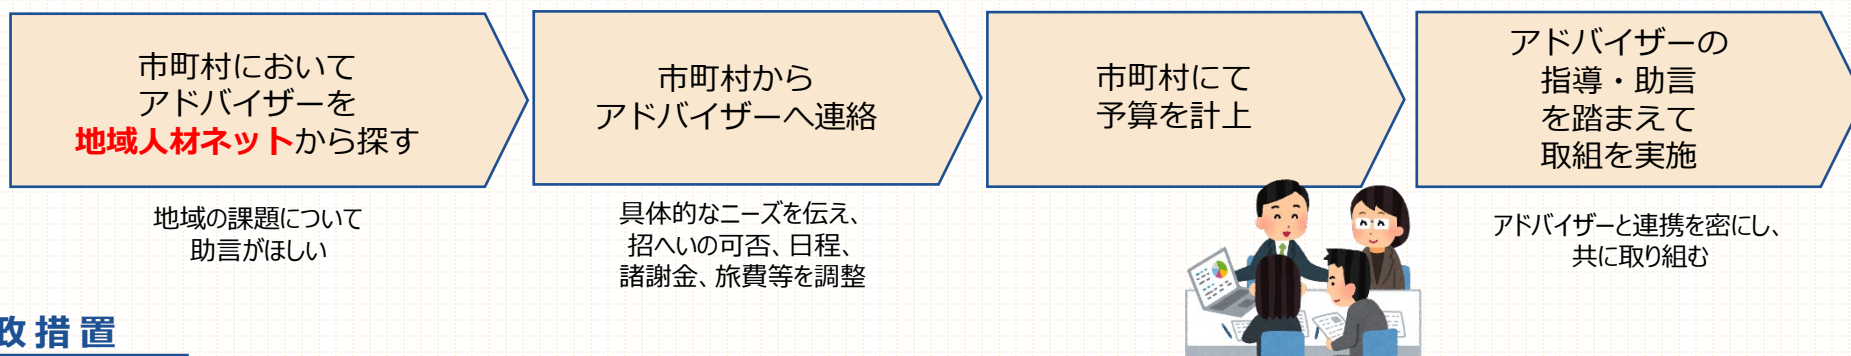 市町村において
アドバイザーを
地域人材ネットから探す
地域の課題について
助言がほしい
市町村から
アドバイザーへ連絡
具体的なニーズを伝え、
招へいの可否、日程、
諸謝金、旅費等を調整
市町村にて
予算を計上
アドバイザーの
指導・助言
を踏まえて
取組を実施
アドバイザーと連携を密にし、
共に取り組む
政措置